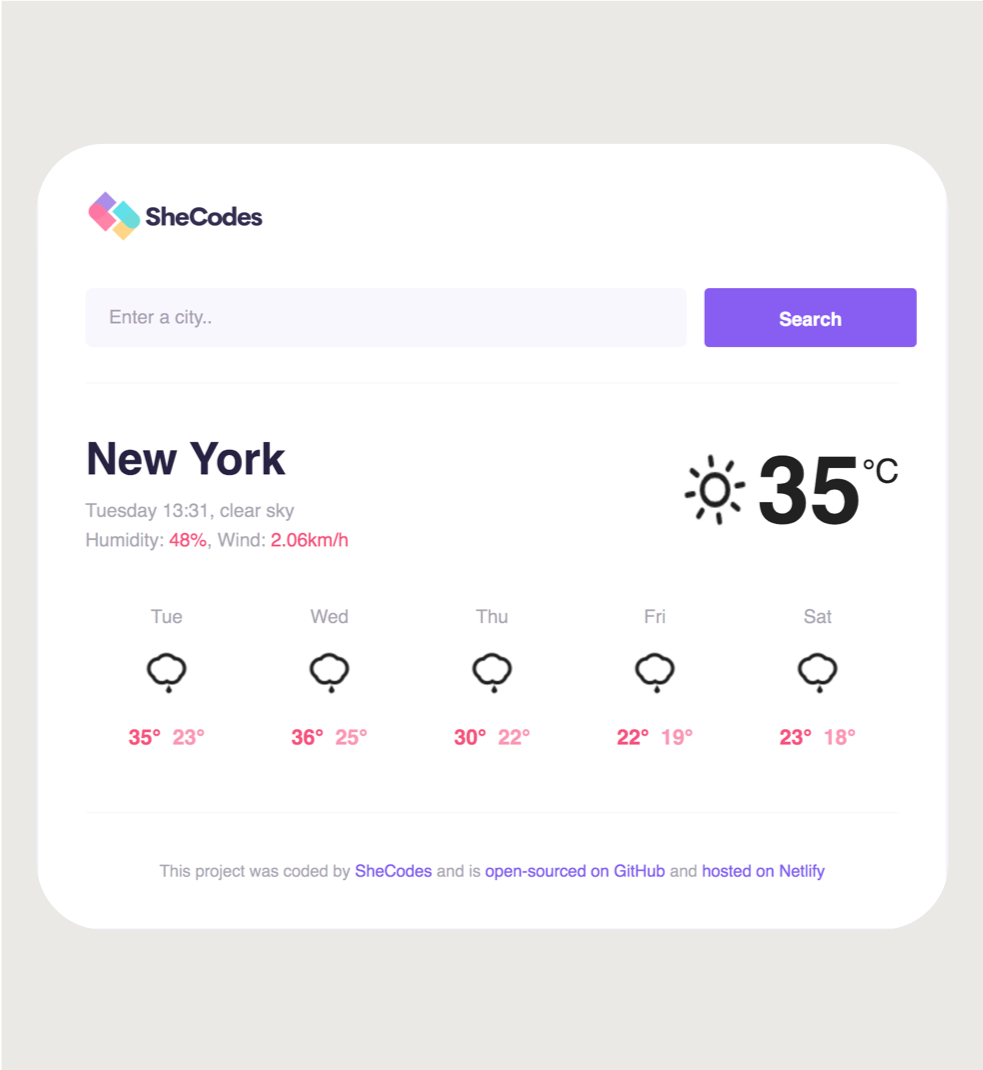 SheCodes
Enter a city..
Search
New York
35°C
Tuesday 13:31, clear sky
Humidity: 48%, Wind: 2.06km/h
Tue Wed Thu Fri Sat
35° 23° 36° 25° 30° 22° 22° 19° 23° 18°
This project was coded by SheCodes and is open-sourced on GitHub and hosted on Netlify